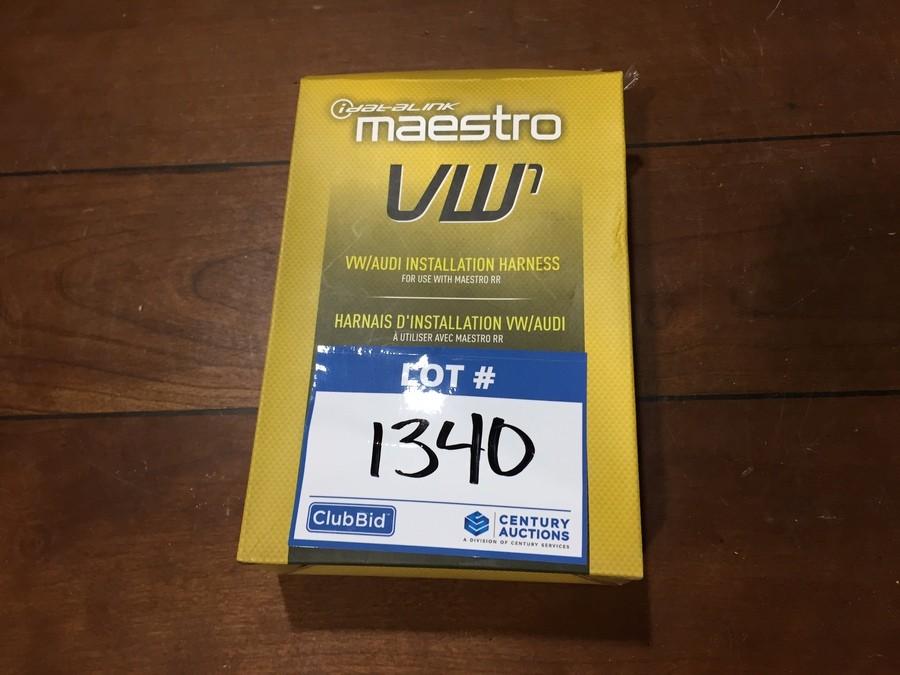 iDATALINK
maestro
VW1
VW/AUDI INSTALLATION HARNESS
FOR USE WITH MAESTRO RR
HARNAIS D'INSTALLATION VW/AUDI
À UTILISER AVEC MAESTRO RR
LOT #
1340
ClubBid™
CENTURY
AUCTIONS
A DIVISION OF CENTURY SERVICES